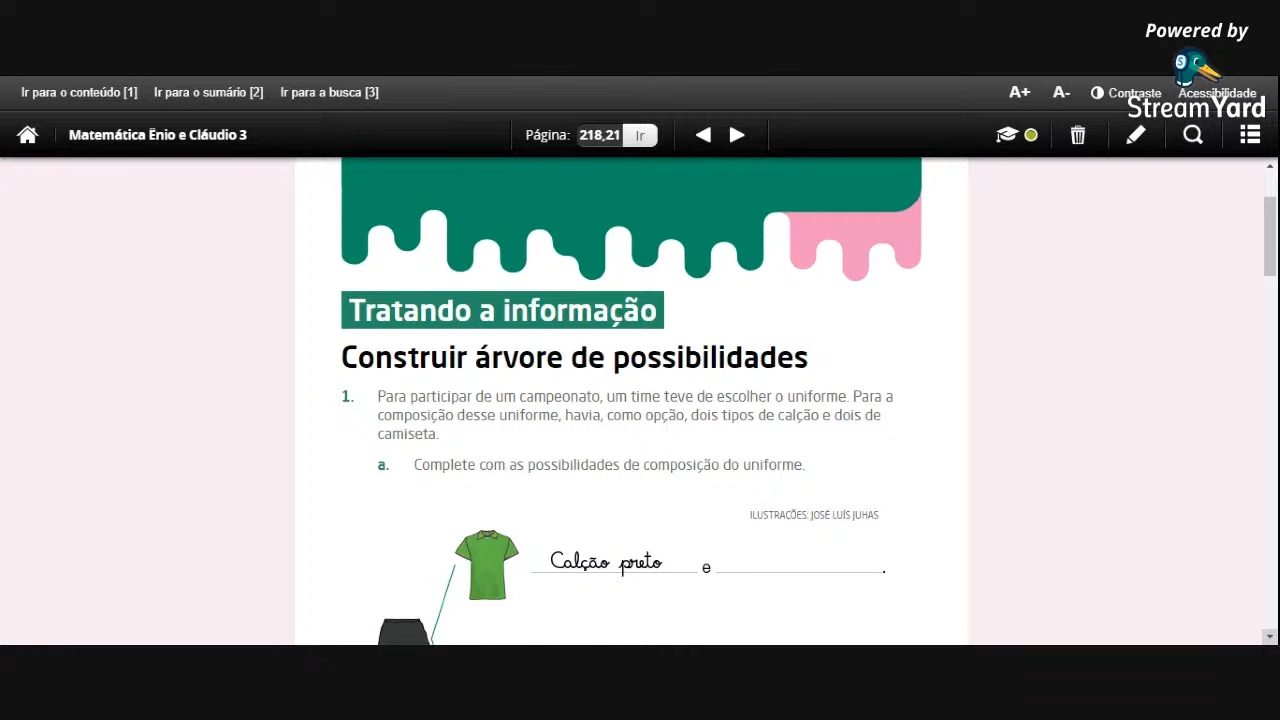 Powered by
StreamYard
Ir para o conteúdo [1] Ir para o sumário [2] Ir para a busca [3] A+ A- Contraste Acessibilidade
Matemática Ênio e Cláudio 3 Página: 218,21 Ir
Tratando a informação
Construir árvore de possibilidades
1. Para participar de um campeonato, um time teve de escolher o uniforme. Para a
composição desse uniforme, havia, como opção, dois tipos de calção e dois de
camiseta.
a. Complete com as possibilidades de composição do uniforme.
ILUSTRAÇÕES: JOSÉ LUÍS JUHAS
Calção preto e .